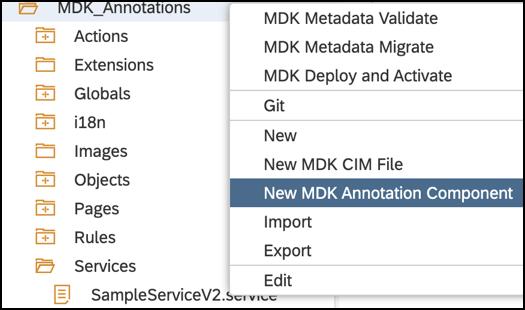 MDK_Annotations
Actions
Extensions
Globals
i18n
Images
Objects
Pages
Rules
Services
SampleServiceV2.service
MDK Metadata Validate
MDK Metadata Migrate
MDK Deploy and Activate
Git
New
New MDK CIM File
New MDK Annotation Component
Import
Export
Edit